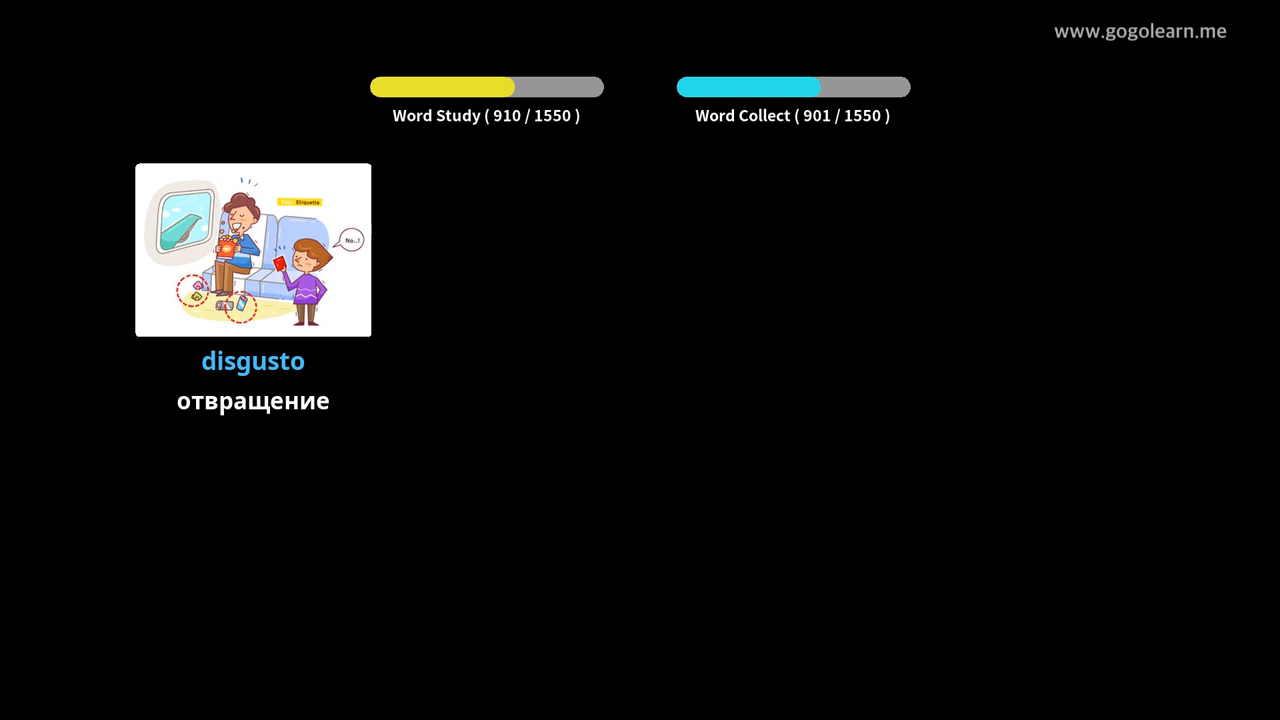 www.gogolearn.me
Word Study ( 910 / 1550 )
Word Collect ( 901 / 1550 )
Etiquette
No..!
disgusto
отвращение